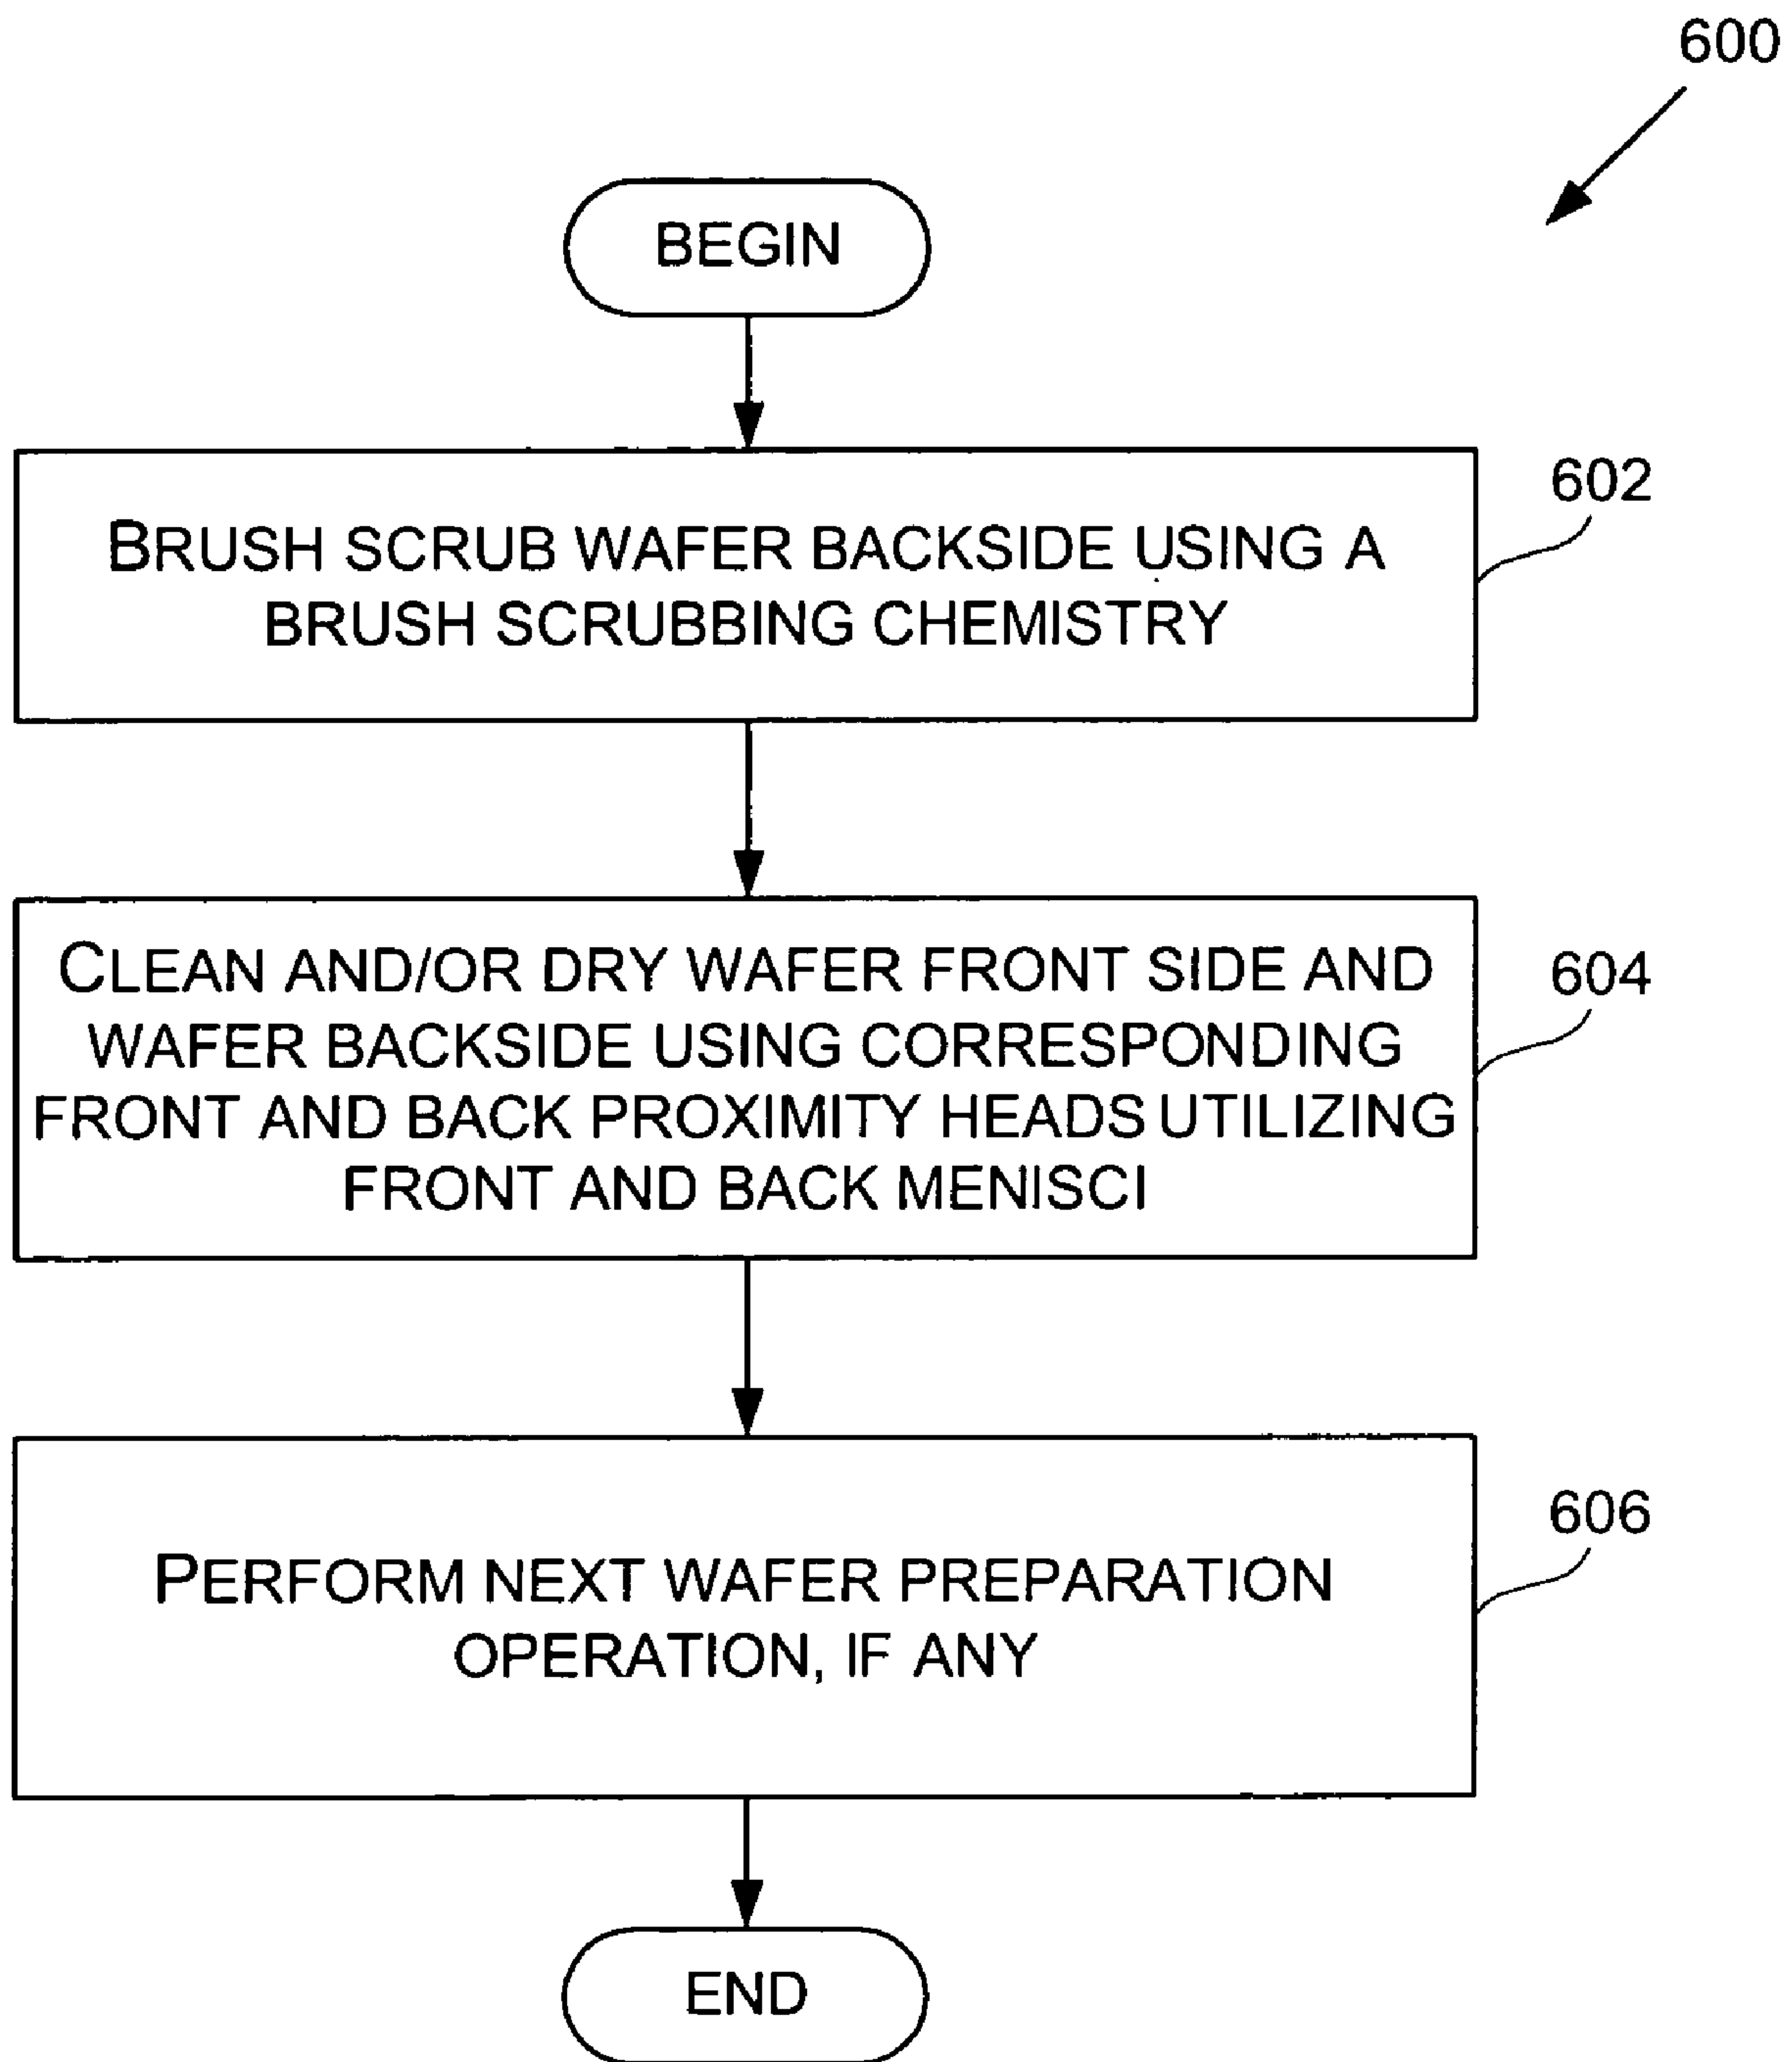 600
BEGIN
BRUSH SCRUB WAFER BACKSIDE USING A
BRUSH SCRUBBING CHEMISTRY
602
CLEAN AND/OR DRY WAFER FRONT SIDE AND
WAFER BACKSIDE USING CORRESPONDING
FRONT AND BACK PROXIMITY HEADS UTILIZING
FRONT AND BACK MENISCI
604
PERFORM NEXT WAFER PREPARATION
OPERATION, IF ANY
606
END